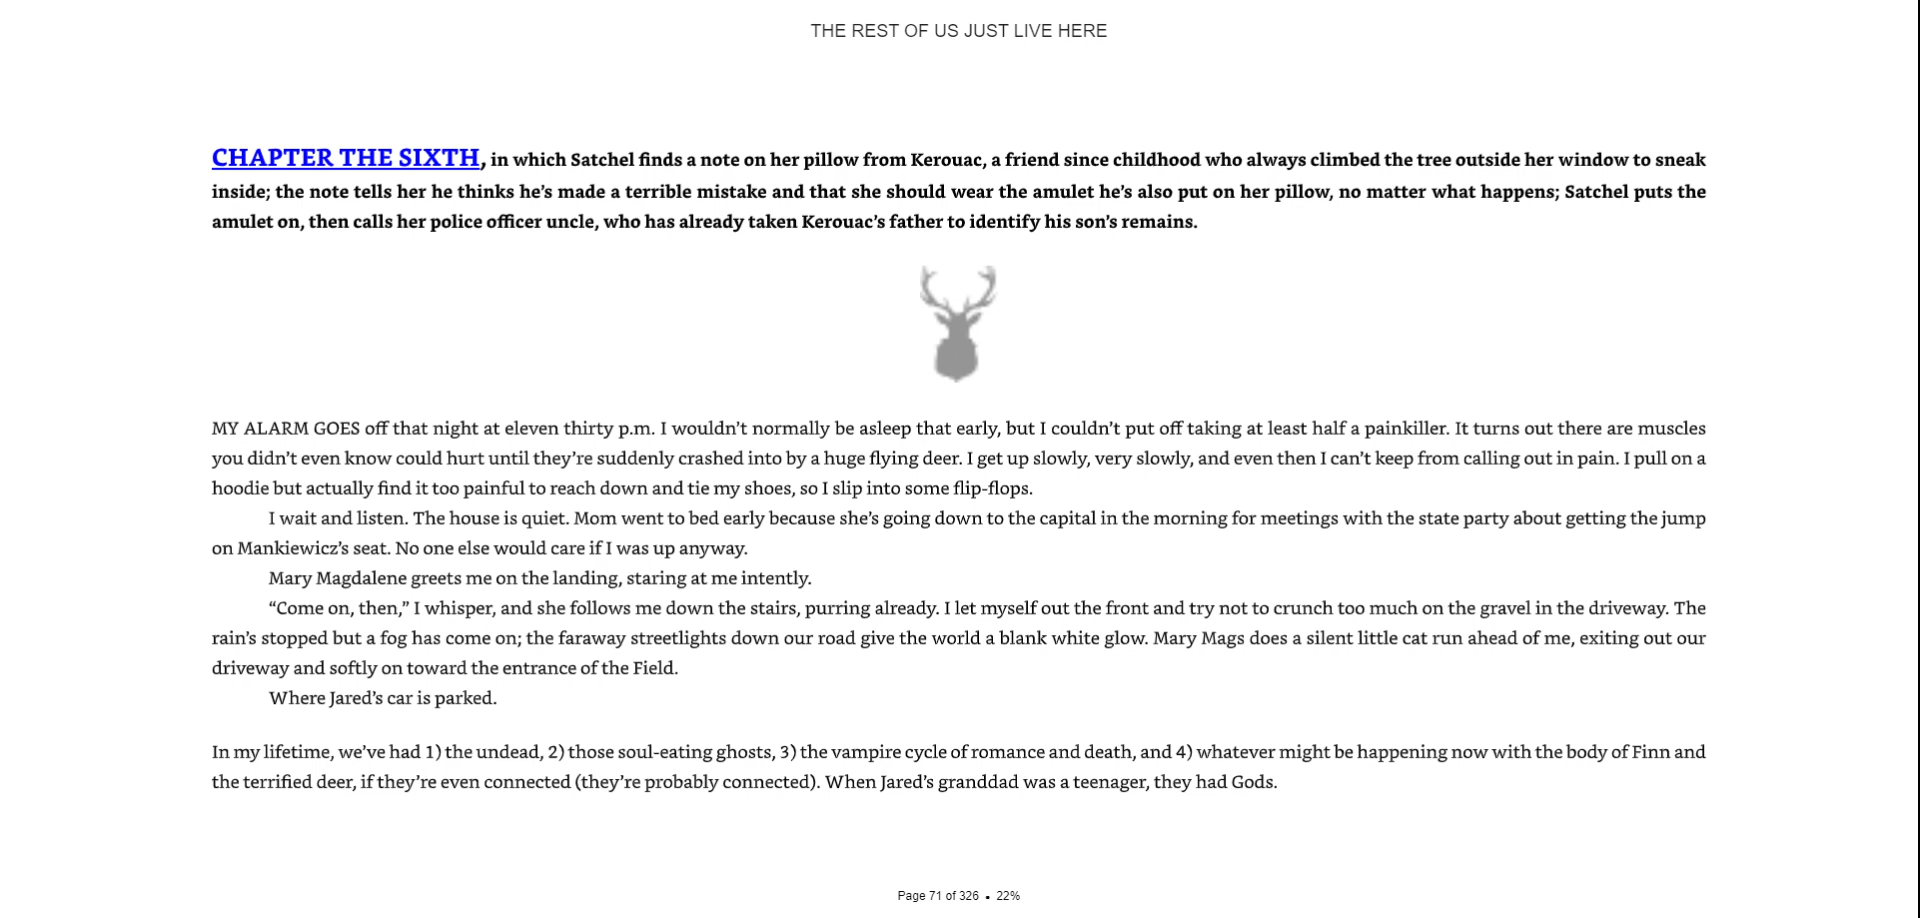 THE REST OF US JUST LIVE HERE
CHAPTER THE SIXTH, in which Satchel finds a note on her pillow from Kerouac, a friend since childhood who always climbed the tree outside her window to sneak
inside; the note tells her he thinks he’s made a terrible mistake and that she should wear the amulet he’s also put on her pillow, no matter what happens; Satchel puts the
amulet on, then calls her police officer uncle, who has already taken Kerouac’s father to identify his son’s remains.
MY ALARM GOES off that night at eleven thirty p.m. I wouldn’t normally be asleep that early, but I couldn’t put off taking at least half a painkiller. It turns out there are muscles
you didn’t even know could hurt until they’re suddenly crashed into by a huge flying deer. I get up slowly, very slowly, and even then I can’t keep from calling out in pain. I pull on a
hoodie but actually find it too painful to reach down and tie my shoes, so I slip into some flip-flops.
I wait and listen. The house is quiet. Mom went to bed early because she’s going down to the capital in the morning for meetings with the state party about getting the jump
on Mankiewicz’s seat. No one else would care if I was up anyway.
Mary Magdalene greets me on the landing, staring at me intently.
“Come on, then,” I whisper, and she follows me down the stairs, purring already. I let myself out the front and try not to crunch too much on the gravel in the driveway. The
rain’s stopped but a fog has come on; the faraway streetlights down our road give the world a blank white glow. Mary Mags does a silent little cat run ahead of me, exiting out our
driveway and softly on toward the entrance of the Field.
Where Jared’s car is parked.
In my lifetime, we’ve had 1) the undead, 2) those soul-eating ghosts, 3) the vampire cycle of romance and death, and 4) whatever might be happening now with the body of Finn and
the terrified deer, if they’re even connected (they’re probably connected). When Jared’s granddad was a teenager, they had Gods.
Page 71 of 326 • 22%